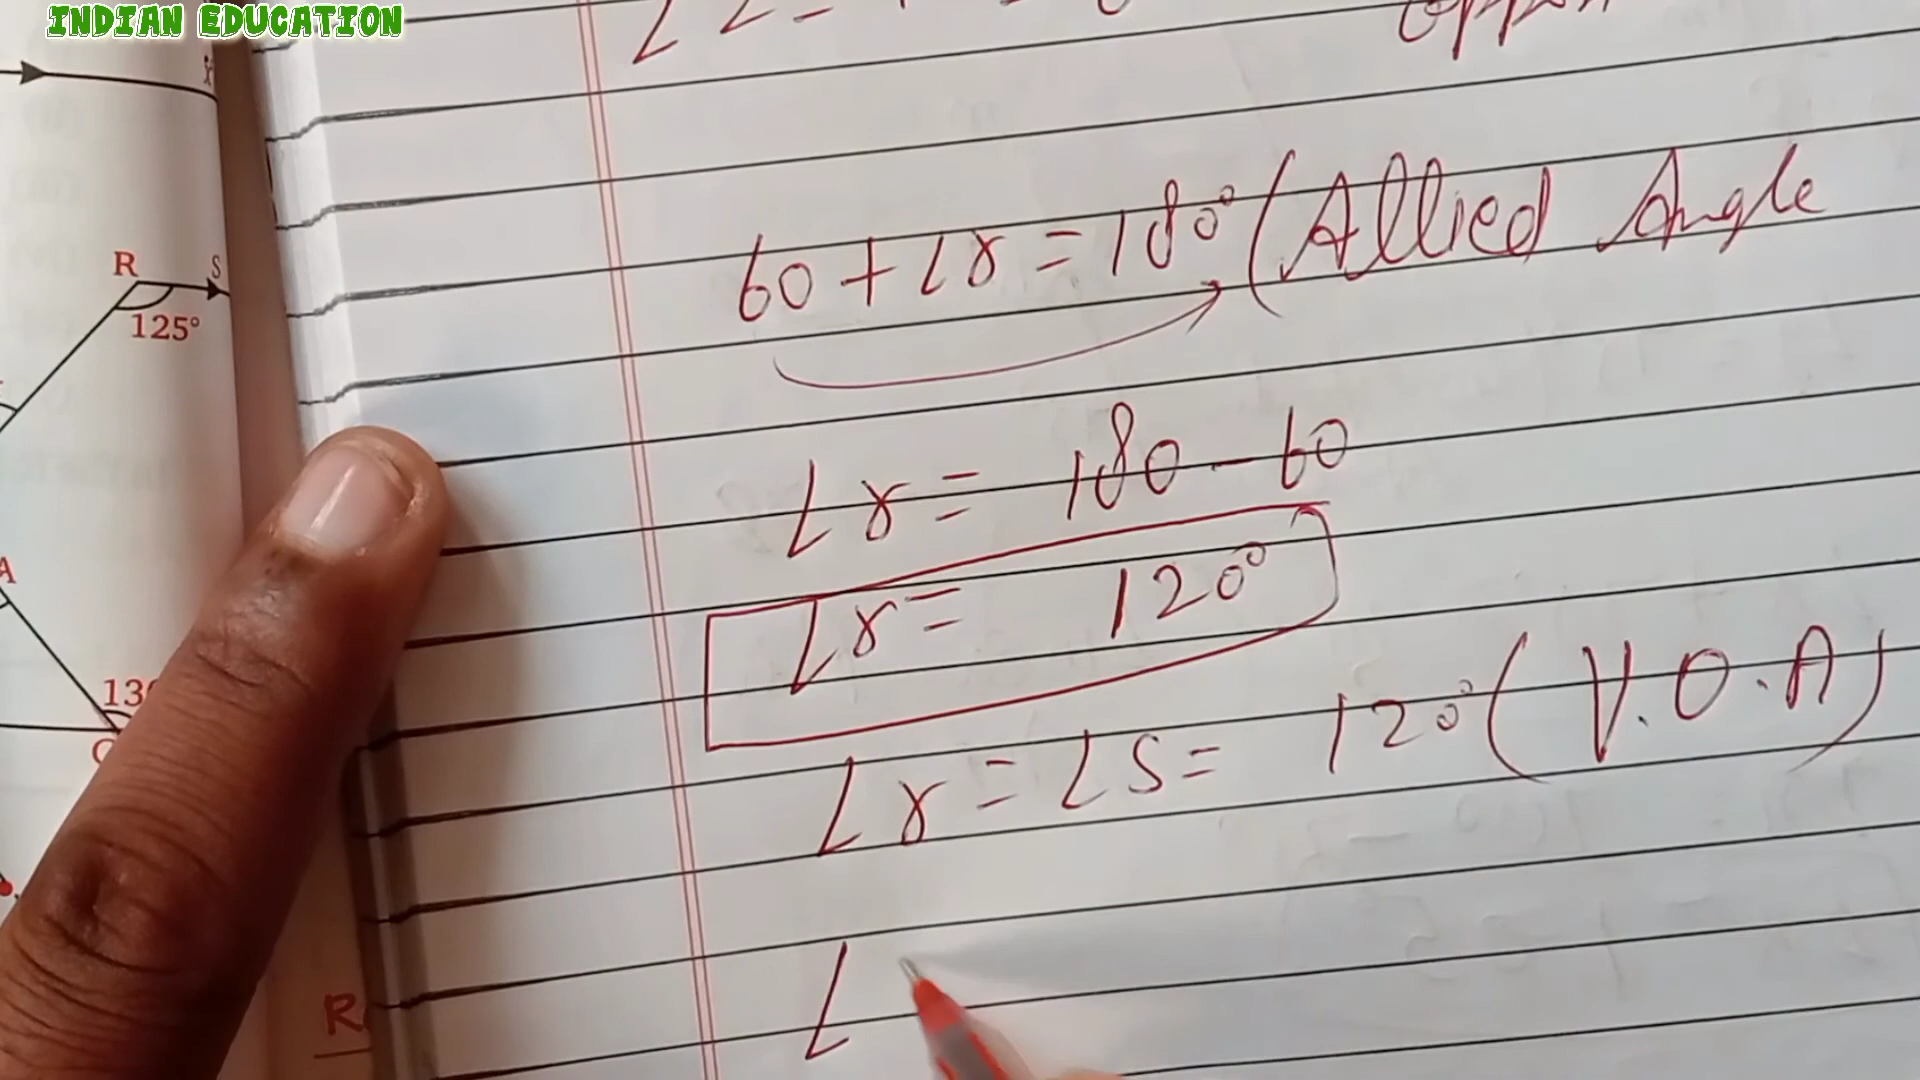 INDIAN EDUCATION
60 + ∠r = 180° (Allied Angle
∠r = 180 - 60
∠r = 120°
∠r = ∠s = 120° (V.O.A)
∠
R S
125°
A
13
R